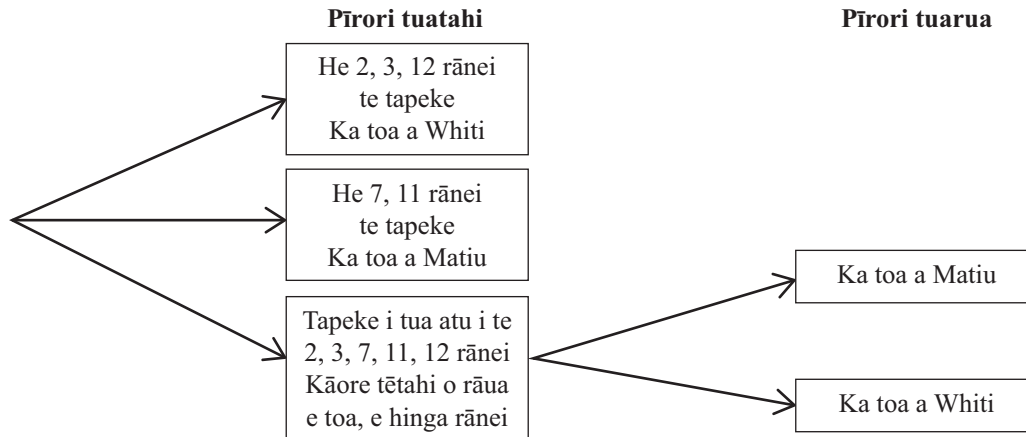 Pīrori tuatahi
Pīrori tuarua
He 2, 3, 12 rānei
te tapeke
Ka toa a Whiti
He 7, 11 rānei
te tapeke
Ka toa a Matiu
Tapeke i tua atu i te
2, 3, 7, 11, 12 rānei
Kāore tētahi o rāua
e toa, e hinga rānei
Ka toa a Matiu
Ka toa a Whiti